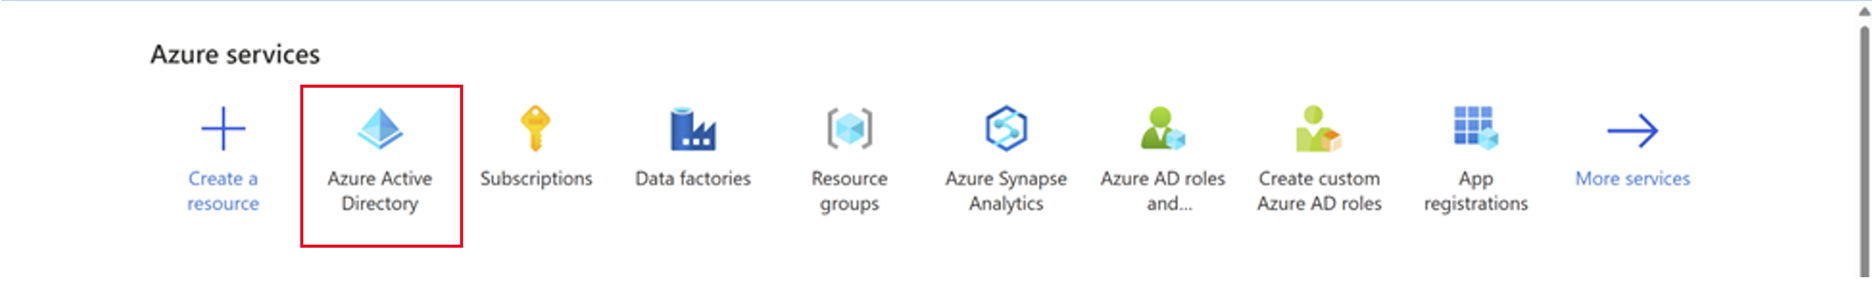 Azure services
Create a
resource
Azure Active
Directory
Subscriptions
Data factories
Resource
groups
Azure Synapse
Analytics
Azure AD roles
and...
Create custom
Azure AD roles
App
registrations
More services